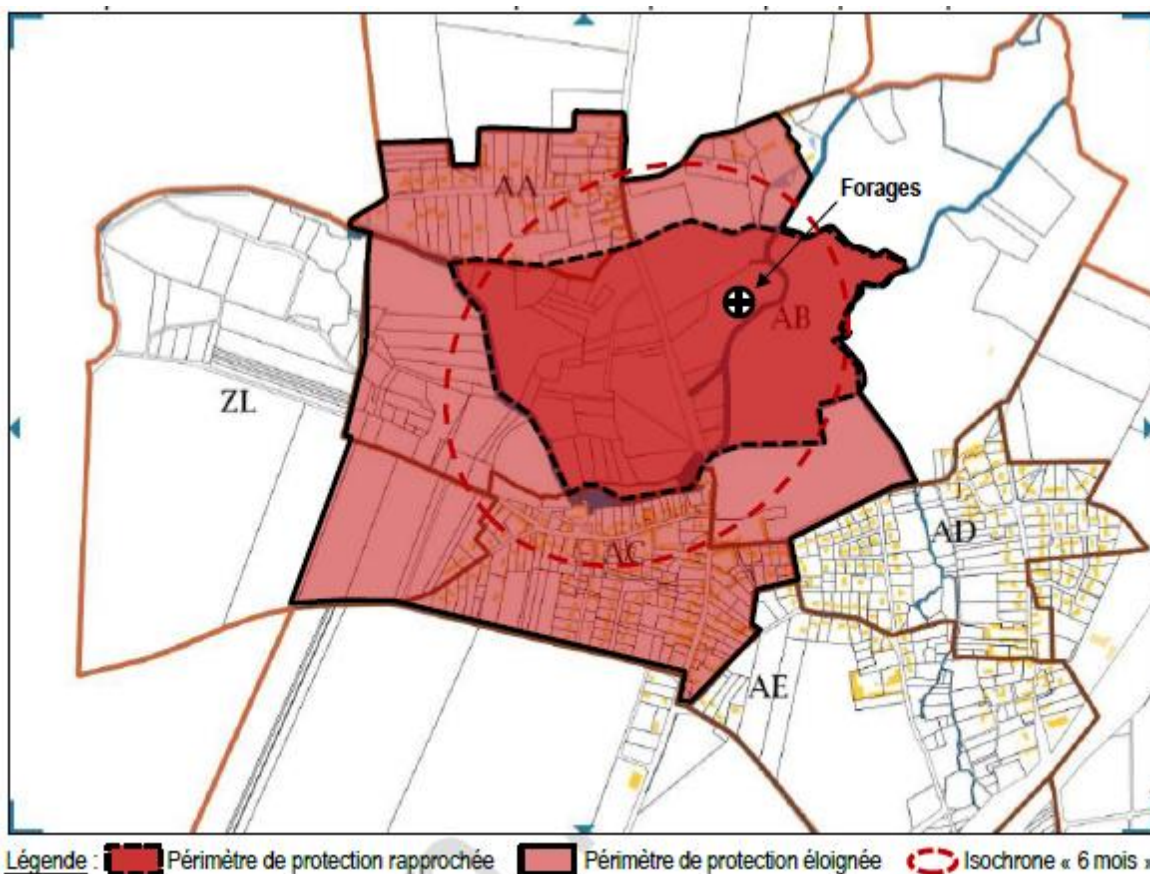 AA
Forages
AB
ZL
AC
AD
AE
Légende : Périmètre de protection rapprochée Périmètre de protection éloignée Isochrone « 6 mois »